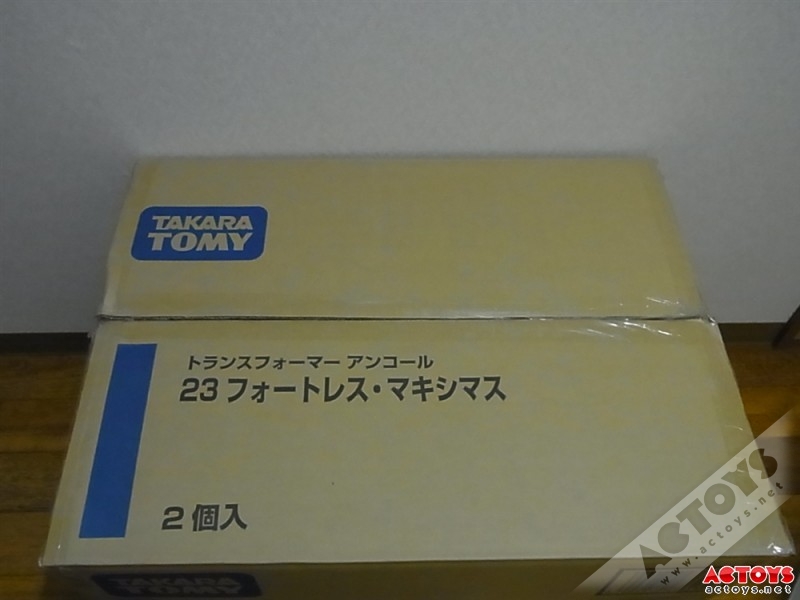 TAKARA
TOMY
トランスフォーマー アンコール
23 フォートレス・マキシマス
2個入
TAKARA
TOMY
ACTOYS
www.actoys.net
ACTOYS
actoys.net